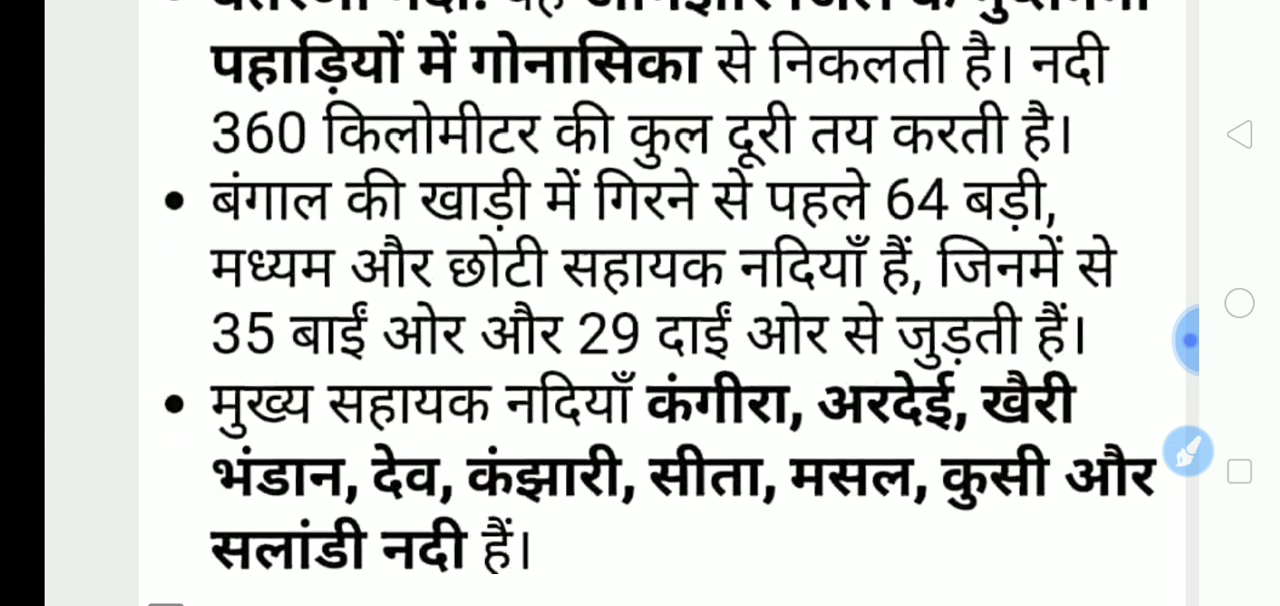 पहाड़ियों में गोनासिका से निकलती है। नदी
360 किलोमीटर की कुल दूरी तय करती है।
• बंगाल की खाड़ी में गिरने से पहले 64 बड़ी,
मध्यम और छोटी सहायक नदियाँ हैं, जिनमें से
35 बाईं ओर और 29 दाईं ओर से जुड़ती हैं।
• मुख्य सहायक नदियाँ कंगीरा, अरदेई, खैरी
भंडान, देव, कंझारी, सीता, मसल, कुसी और
सलांडी नदी हैं।